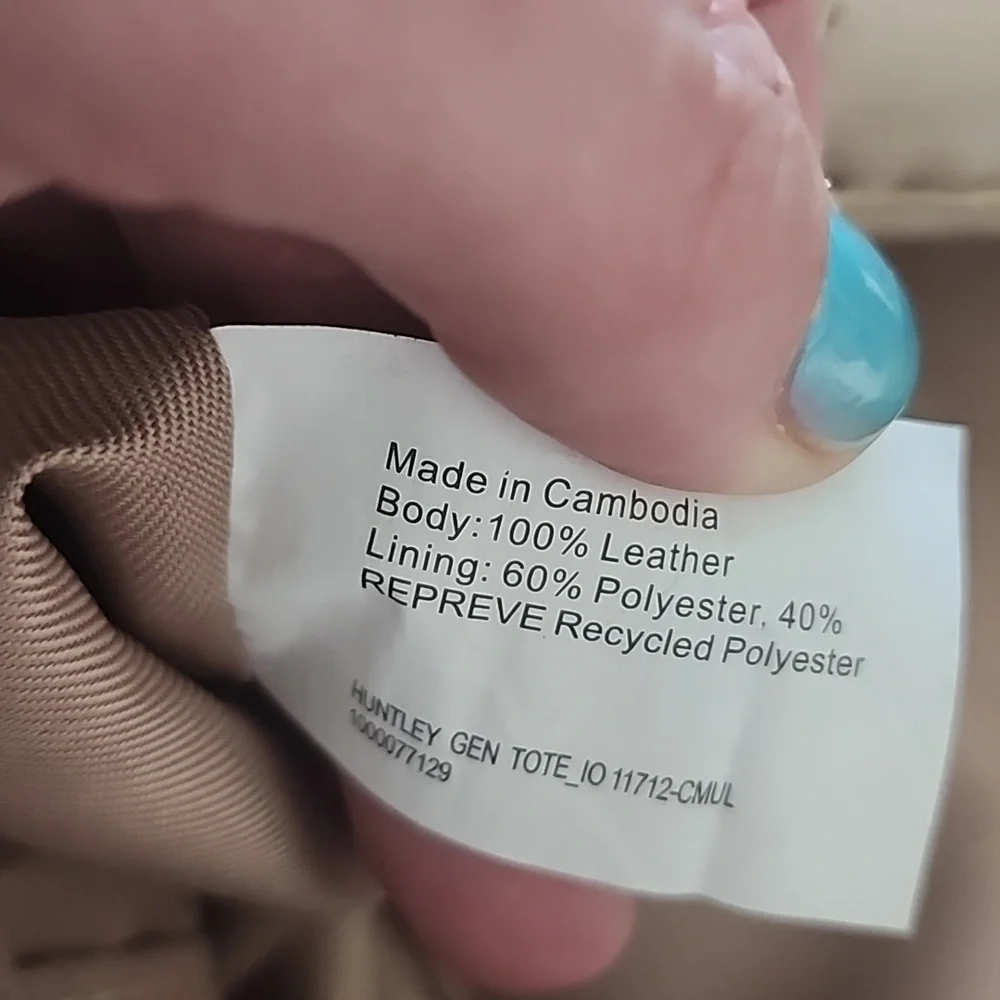 Made in Cambodia
Body:100% Leather
Lining: 60% Polyester, 40%
REPREVE Recycled Polyester
HUNTLEY GEN TOTE_IO 11712-CMUL
1000077129